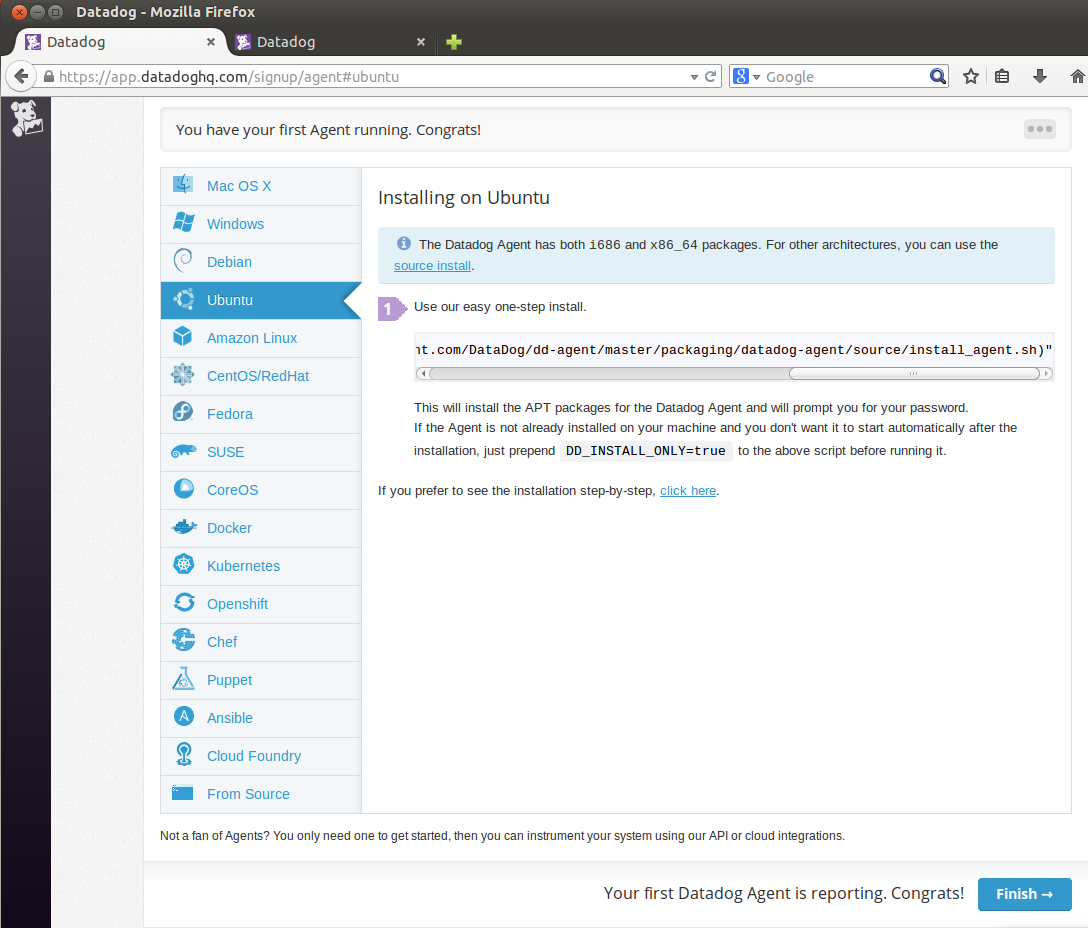 Datadog - Mozilla Firefox
Datadog
Datadog
https://app.datadoghq.com/signup/agent#ubuntu
Google
You have your first Agent running. Congrats!
Mac OS X
Windows
Debian
Ubuntu
Amazon Linux
CentOS/RedHat
Fedora
SUSE
CoreOS
Docker
Kubernetes
Openshift
Chef
Puppet
Ansible
Cloud Foundry
From Source
Installing on Ubuntu
The Datadog Agent has both i686 and x86_64 packages. For other architectures, you can use the
source install.
1 Use our easy one-step install.
nt.com/DataDog/dd-agent/master/packaging/datadog-agent/source/install_agent.sh)"
This will install the APT packages for the Datadog Agent and will prompt you for your password.
If the Agent is not already installed on your machine and you don't want it to start automatically after the
installation, just prepend DD_INSTALL_ONLY=true to the above script before running it.
If you prefer to see the installation step-by-step, click here.
Not a fan of Agents? You only need one to get started, then you can instrument your system using our API or cloud integrations.
Your first Datadog Agent is reporting. Congrats!
Finish →